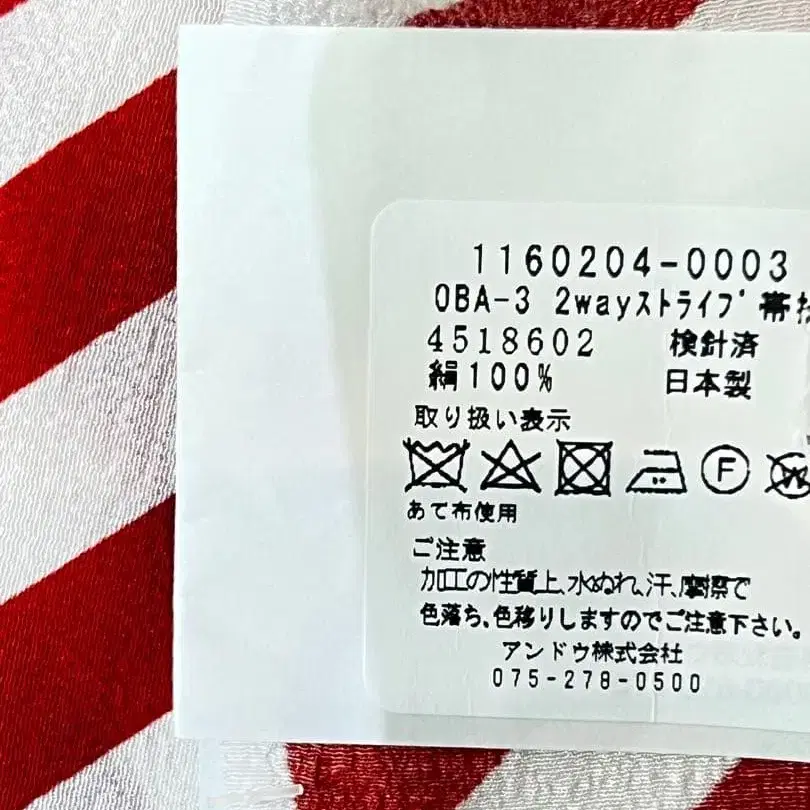 1160204-0003
OBA-3 2wayストライプ 帯
4518602 検針済
絹100% 日本製
取り扱い表示
F W
あて布使用
ご注意
加工の性質上、水ぬれ、汗、摩擦で
色落ち、色移りしますのでご注意下さい。
アンドウ株式会社
075-278-0500